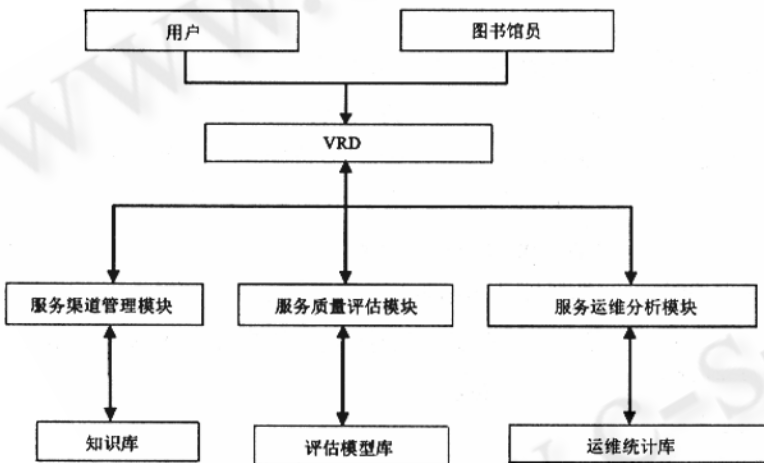 用户
图书馆员
VRD
服务渠道管理模块
服务质量评估模块
服务运维分析模块
知识库
评估模型库
运维统计库